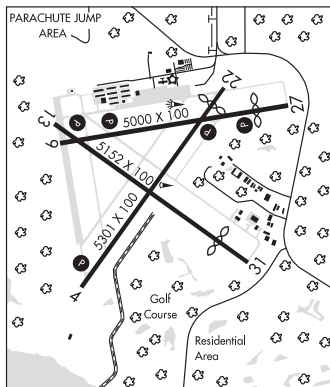 PARACHUTE JUMP
AREA
22
27
5000 X 100
13
9
5152 X 100
5301 X 100
P
P
P
P
P
4
31
Golf
Course
Residential
Area